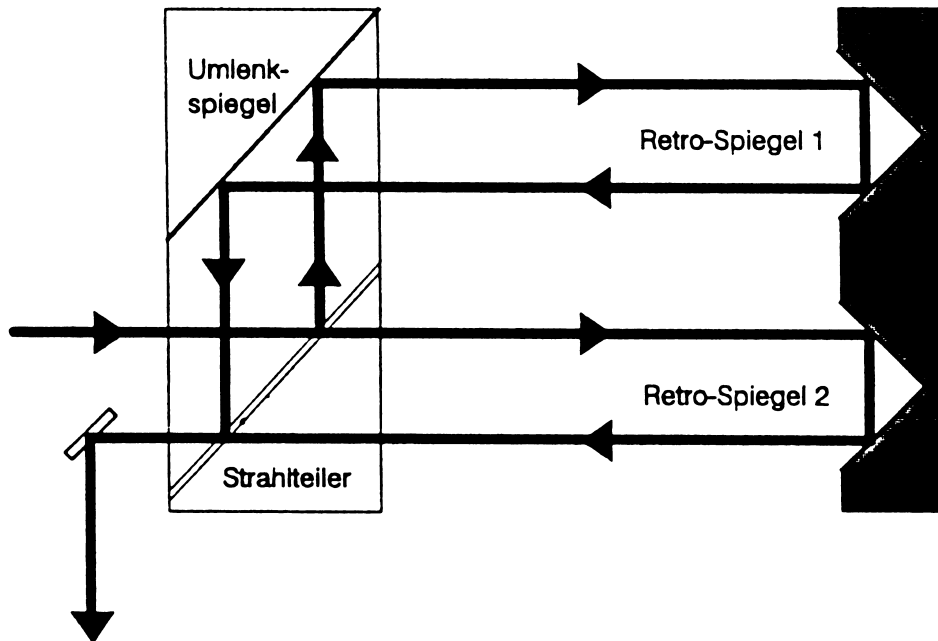 Umlenk-
spiegel
Retro-Spiegel 1
Retro-Spiegel 2
Strahlteiler